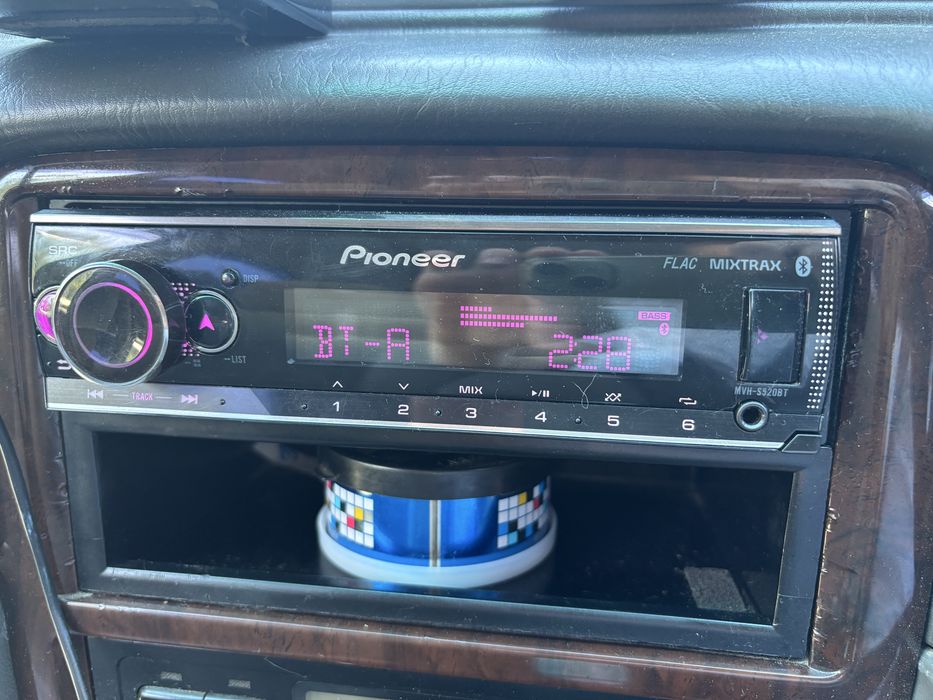 SRC
OFF
Pioneer
FLAC MIXTRAX
DISP
BASS
BT-A 2:28
LIST
MVH-S520BT
TRACK
MIX
1 2 3 4 5 6